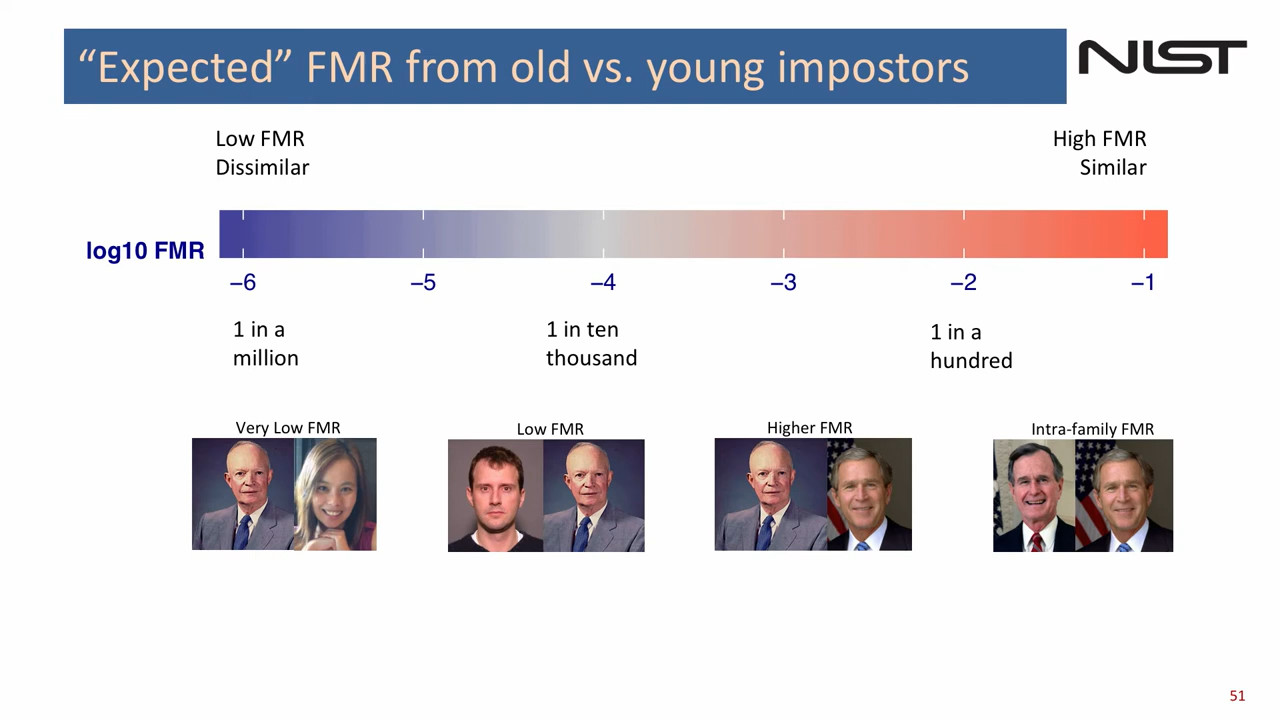 “Expected” FMR from old vs. young impostors
NIST
Low FMR
Dissimilar
High FMR
Similar
log10 FMR
−6
−5
−4
−3
−2
−1
1 in a
million
1 in ten
thousand
1 in a
hundred
Very Low FMR
Low FMR
Higher FMR
Intra-family FMR
51